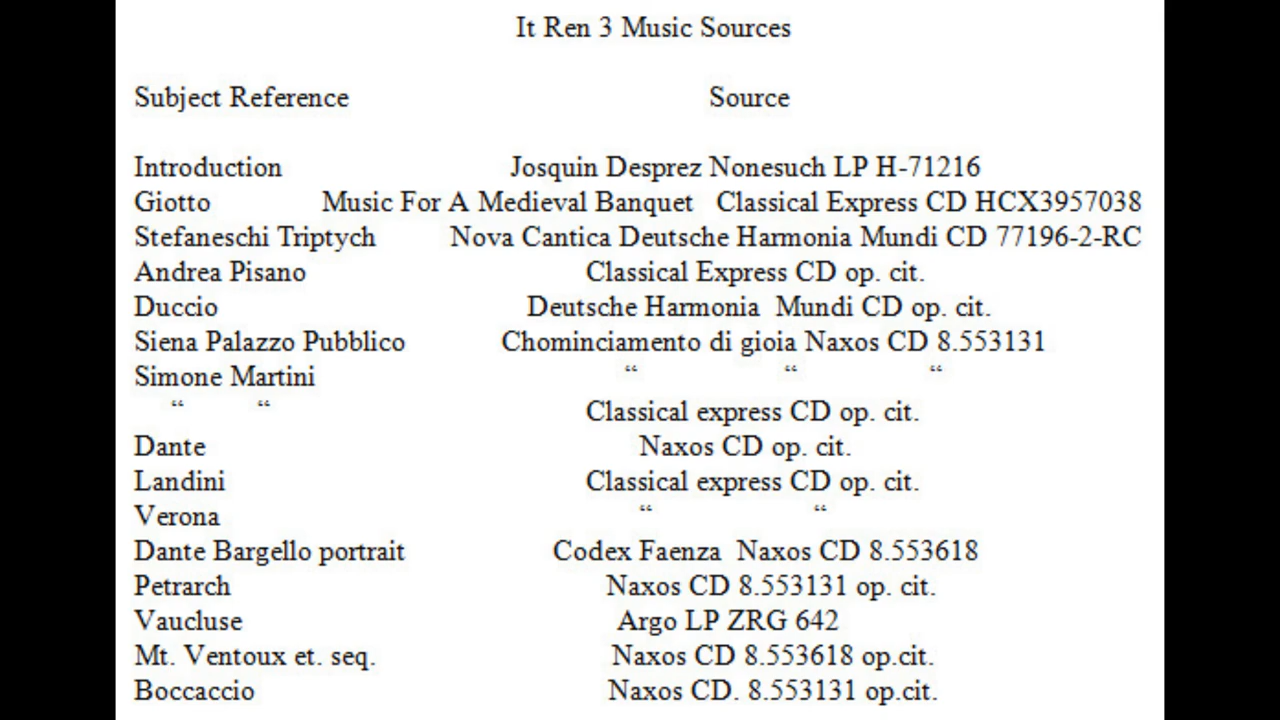 It Ren 3 Music Sources
Subject Reference Source
Introduction Josquin Desprez Nonesuch LP H-71216
Giotto Music For A Medieval Banquet Classical Express CD HCX3957038
Stefaneschi Triptych Nova Cantica Deutsche Harmonia Mundi CD 77196-2-RC
Andrea Pisano Classical Express CD op. cit.
Duccio Deutsche Harmonia Mundi CD op. cit.
Siena Palazzo Pubblico Chominciamento di gioia Naxos CD 8.553131
Simone Martini “ “ “
“ “ Classical express CD op. cit.
Dante Naxos CD op. cit.
Landini Classical express CD op. cit.
Verona “ “
Dante Bargello portrait Codex Faenza Naxos CD 8.553618
Petrarch Naxos CD 8.553131 op. cit.
Vaucluse Argo LP ZRG 642
Mt. Ventoux et. seq. Naxos CD 8.553618 op.cit.
Boccaccio Naxos CD. 8.553131 op.cit.